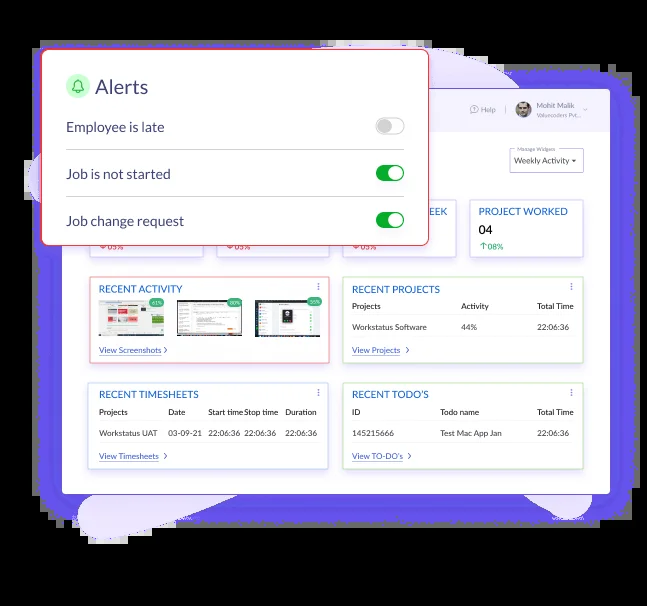 Alerts
Employee is late
Job is not started
Job change request
Help
Mohit Malik
Valuecoders Pvt...
Manage Widgets
Weekly Activity
EEK
PROJECT WORKED
04
05%
05%
05%
08%
RECENT ACTIVITY
61%
60%
55%
View Screenshots
RECENT PROJECTS
Projects Activity Total Time
Workstatus Software 44% 22:06:36
View Projects
RECENT TIMESHEETS
Projects Date Start time Stop time Duration
Workstatus UAT 03-09-21 22:06:36 22:06:36 22:06:36
View Timesheets
RECENT TODO'S
ID Todo name Total Time
145215666 Test Mac App Jan 22:06:36
View TO-DO's